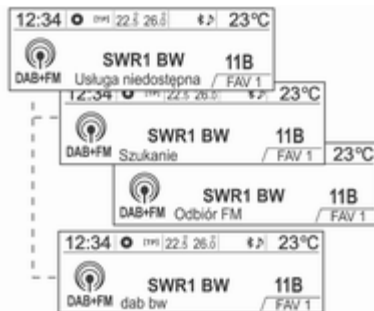 12:34 [TP] 22.5 26.0 23°C
SWR1 BW 11B
DAB+FM Usługa niedostępna FAV 1
12:34 [TP] 22.5 26.0 23°C
SWR1 BW 11B
DAB+FM Szukanie FAV 1
23°C
SWR1 BW 11B
DAB+FM Odbiór FM FAV 1
12:34 [TP] 22.5 26.0 23°C
SWR1 BW 11B
DAB+FM dab bw FAV 1